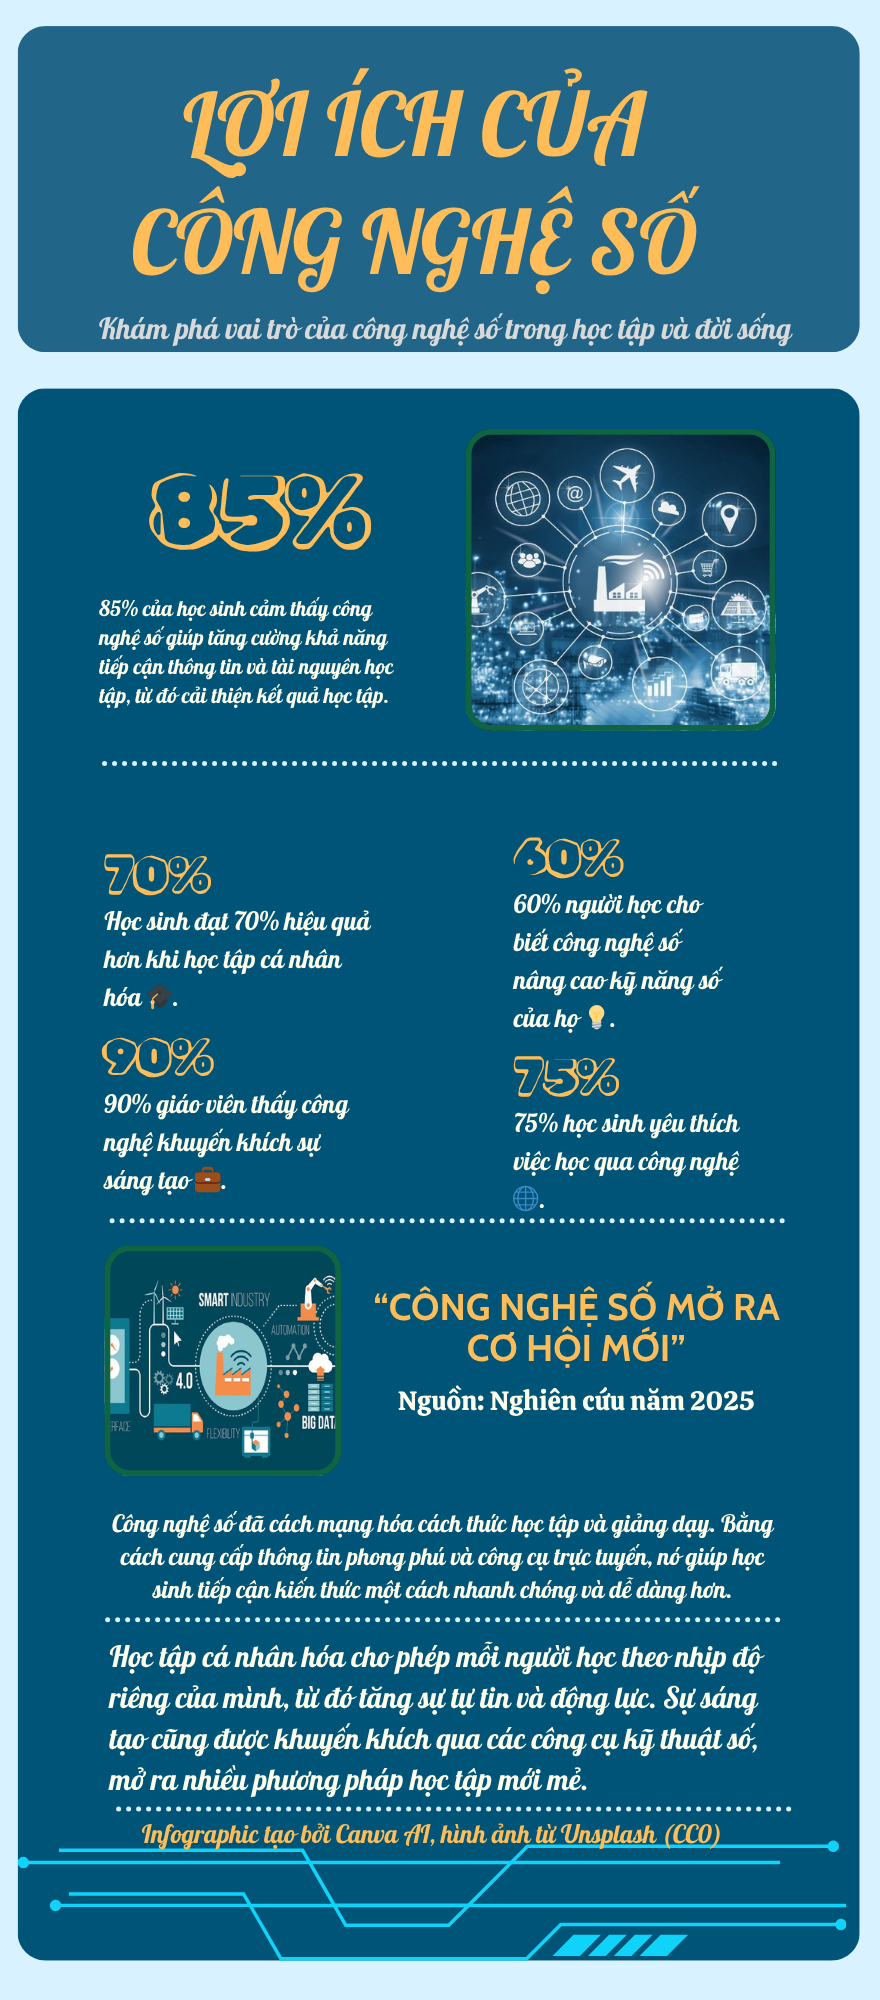 LỢI ÍCH CỦA
CÔNG NGHỆ SỐ
Khám phá vai trò của công nghệ số trong học tập và đời sống
85%
85% của học sinh cảm thấy công
nghệ số giúp tăng cường khả năng
tiếp cận thông tin và tài nguyên học
tập, từ đó cải thiện kết quả học tập.
@
70%
Học sinh đạt 70% hiệu quả
hơn khi học tập cá nhân
hóa 🎓.
90%
90% giáo viên thấy công
nghệ khuyến khích sự
sáng tạo 💼.
60%
60% người học cho
biết công nghệ số
nâng cao kỹ năng số
của họ 💡.
75%
75% học sinh yêu thích
việc học qua công nghệ
🌐.
SMART INDUSTRY
AUTOMATION
4.0
BIG DATA
RFACE
FLEXIBILITY
“CÔNG NGHỆ SỐ MỞ RA
CƠ HỘI MỚI”
Nguồn: Nghiên cứu năm 2025
Công nghệ số đã cách mạng hóa cách thức học tập và giảng dạy. Bằng
cách cung cấp thông tin phong phú và công cụ trực tuyến, nó giúp học
sinh tiếp cận kiến thức một cách nhanh chóng và dễ dàng hơn.
Học tập cá nhân hóa cho phép mỗi người học theo nhịp độ
riêng của mình, từ đó tăng sự tự tin và động lực. Sự sáng
tạo cũng được khuyến khích qua các công cụ kỹ thuật số,
mở ra nhiều phương pháp học tập mới mẻ.
Infographic tạo bởi Canva AI, hình ảnh từ Unsplash (CC0)